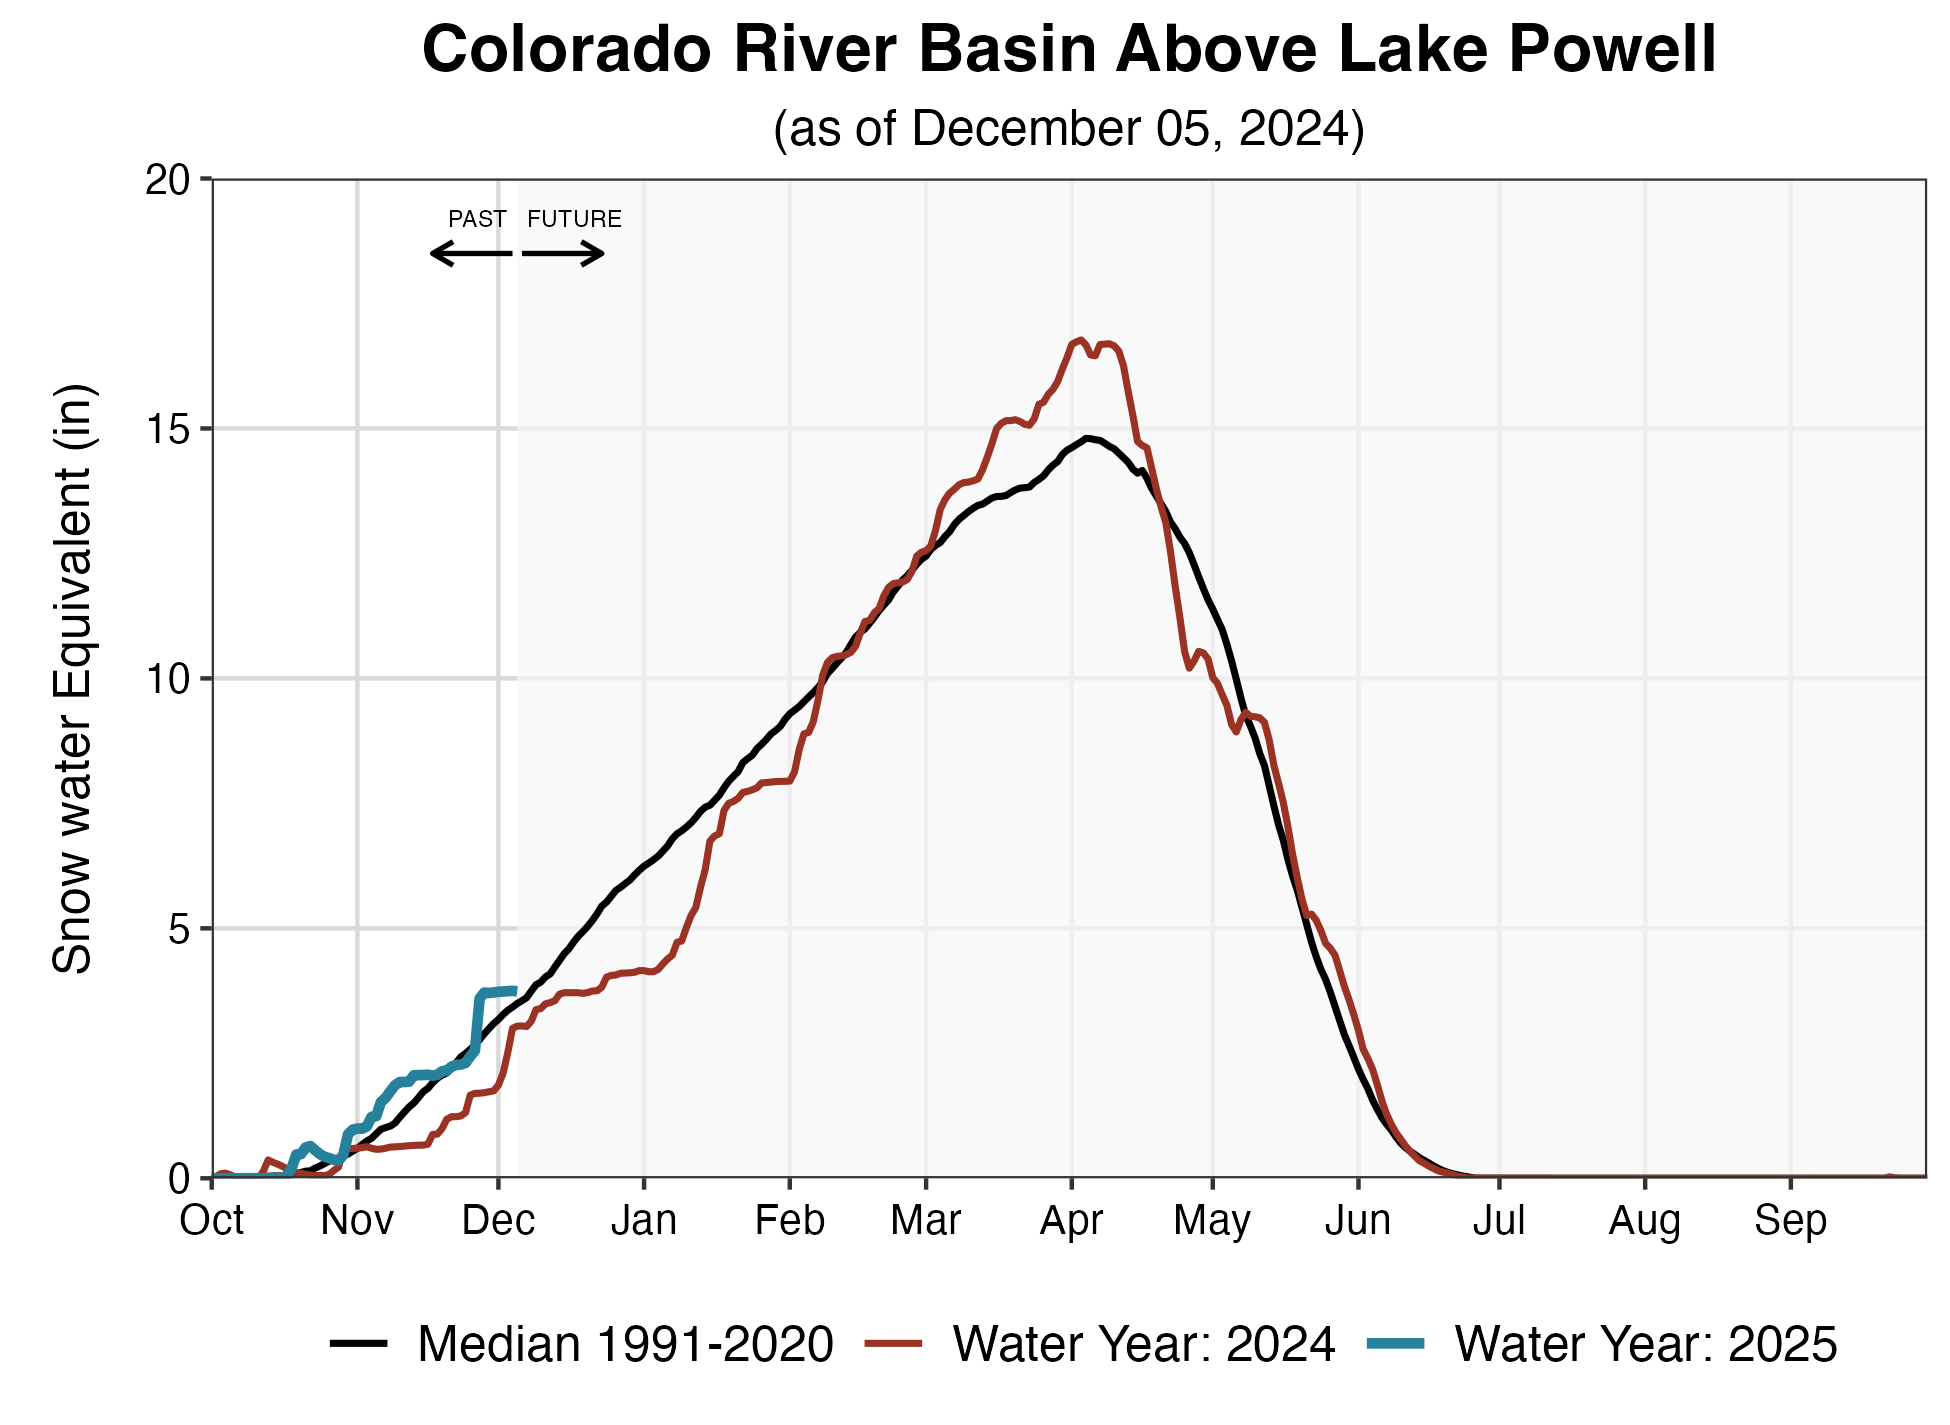 Colorado River Basin Above Lake Powell
(as of December 05, 2024)
PAST FUTURE
Snow water Equivalent (in)
20
15
10
5
0
Oct Nov Dec Jan Feb Mar Apr May Jun Jul Aug Sep
Median 1991-2020 Water Year: 2024 Water Year: 2025